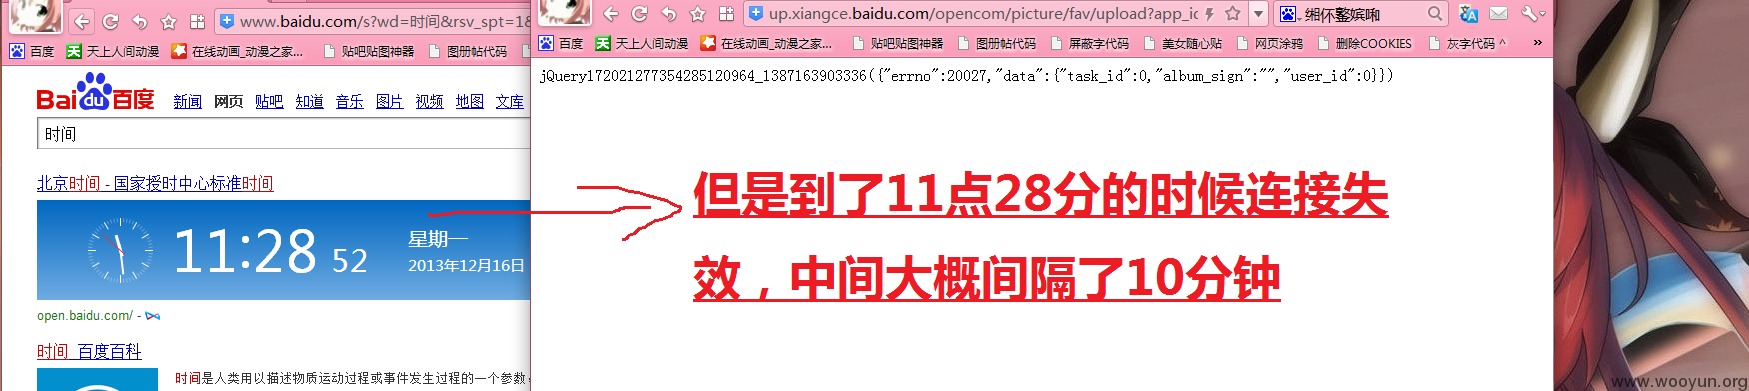 www.baidu.com/s?wd=时间&rsv_spt=1&
百度 天上人间动漫 在线动画_动漫之家... 贴吧贴图神器 图册帖代码
Bai du 百度 新闻 网页 贴吧 知道 音乐 图片 视频 地图 文库
时间
北京时间 - 国家授时中心标准时间
11:28 52
星期一
2013年12月16日
open.baidu.com/ -
时间_百度百科
时间是人类用以描述物质运动过程或事件发生过程的一个参数,
up.xiangce.baidu.com/opencom/picture/fav/upload?app_id
百度 天上人间动漫 在线动画_动漫之家... 贴吧贴图神器 图册帖代码 屏蔽字代码 美女随心贴 网页涂鸦 删除COOKIES 灰字代码 ^ »
jQuery172021277354285120964_1387163903336({"errno":20027,"data":{"task_id":0,"album_sign":"","user_id":0}})
但是到了11点28分的时候连接失
效，中间大概间隔了10分钟
www.wooyun.org